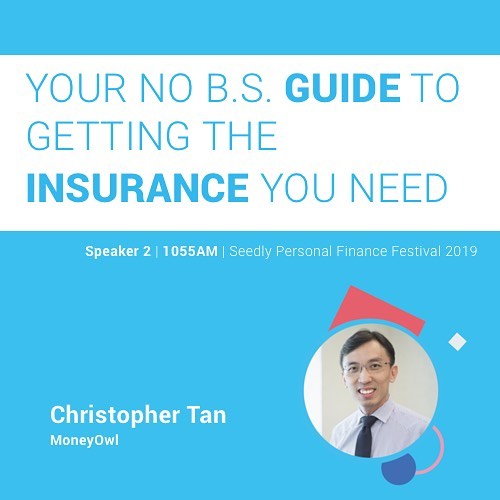 YOUR NO B.S. GUIDE TO
GETTING THE
INSURANCE YOU NEED
Speaker 2 | 1055AM | Seedly Personal Finance Festival 2019
Christopher Tan
MoneyOwl